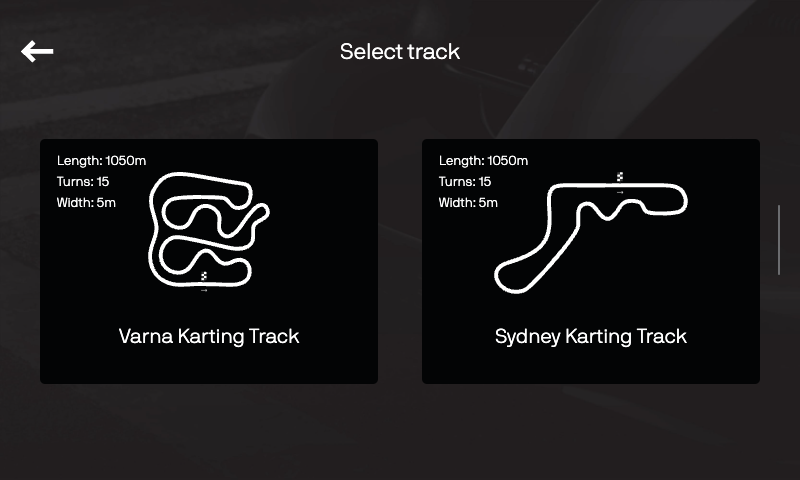 Select track
Length: 1050m
Turns: 15
Width: 5m
Varna Karting Track
Length: 1050m
Turns: 15
Width: 5m
Sydney Karting Track